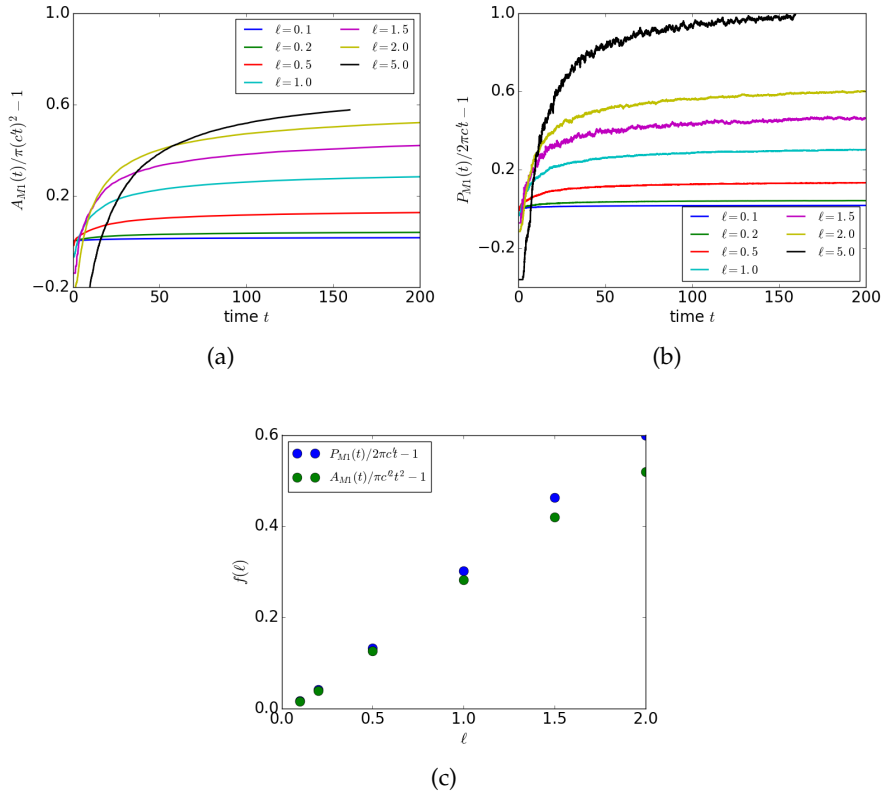 1.0
0.6
0.2
−0.2
A_{M1}(t)/π(c't)^2 − 1
ℓ = 0.1
ℓ = 0.2
ℓ = 0.5
ℓ = 1.0
ℓ = 1.5
ℓ = 2.0
ℓ = 5.0
0 50 100 150 200
time t
(a)
1.0
0.6
0.2
−0.2
P_{M1}(t)/2πc't − 1
ℓ = 0.1
ℓ = 0.2
ℓ = 0.5
ℓ = 1.0
ℓ = 1.5
ℓ = 2.0
ℓ = 5.0
0 50 100 150 200
time t
(b)
0.6
0.4
0.2
0.0
f(ℓ)
P_{M1}(t)/2πc't − 1
A_{M1}(t)/πc'^2t^2 − 1
0.0 0.5 1.0 1.5 2.0
ℓ
(c)